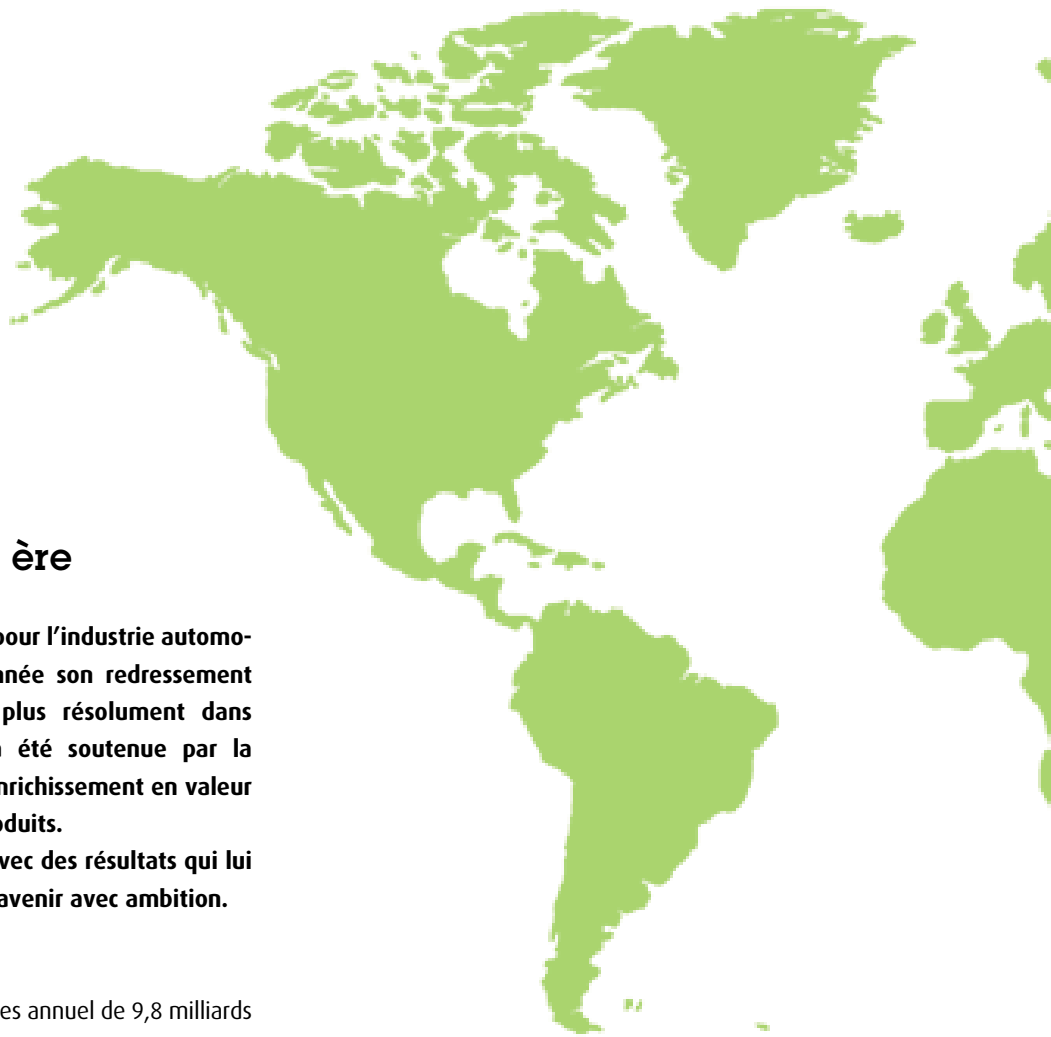 ère
pour l’industrie automo-
nnée son redressement
plus résolument dans
été soutenue par la
nrichissement en valeur
oduits.
vec des résultats qui lui
avenir avec ambition.
es annuel de 9,8 milliards